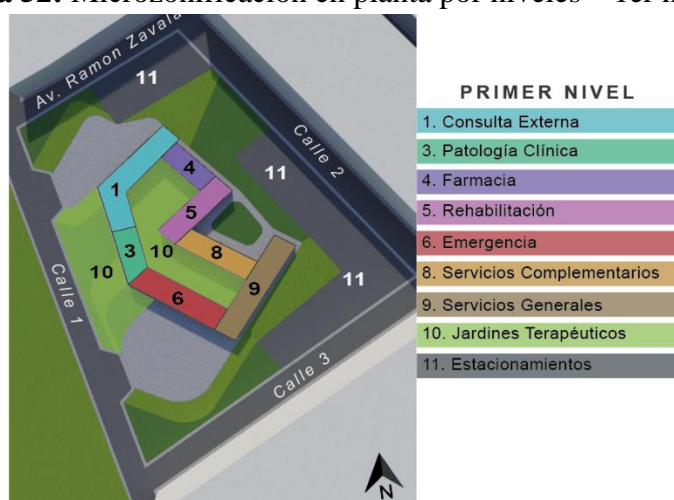 Microzonificación en planta por niveles
Av. Ramon Zavala
11
Calle 2
11
4
1
5
10
3
10
8
11
6
9
Calle 1
Calle 3
N
PRIMER NIVEL
1. Consulta Externa
3. Patología Clínica
4. Farmacia
5. Rehabilitación
6. Emergencia
8. Servicios Complementarios
9. Servicios Generales
10. Jardines Terapéuticos
11. Estacionamientos